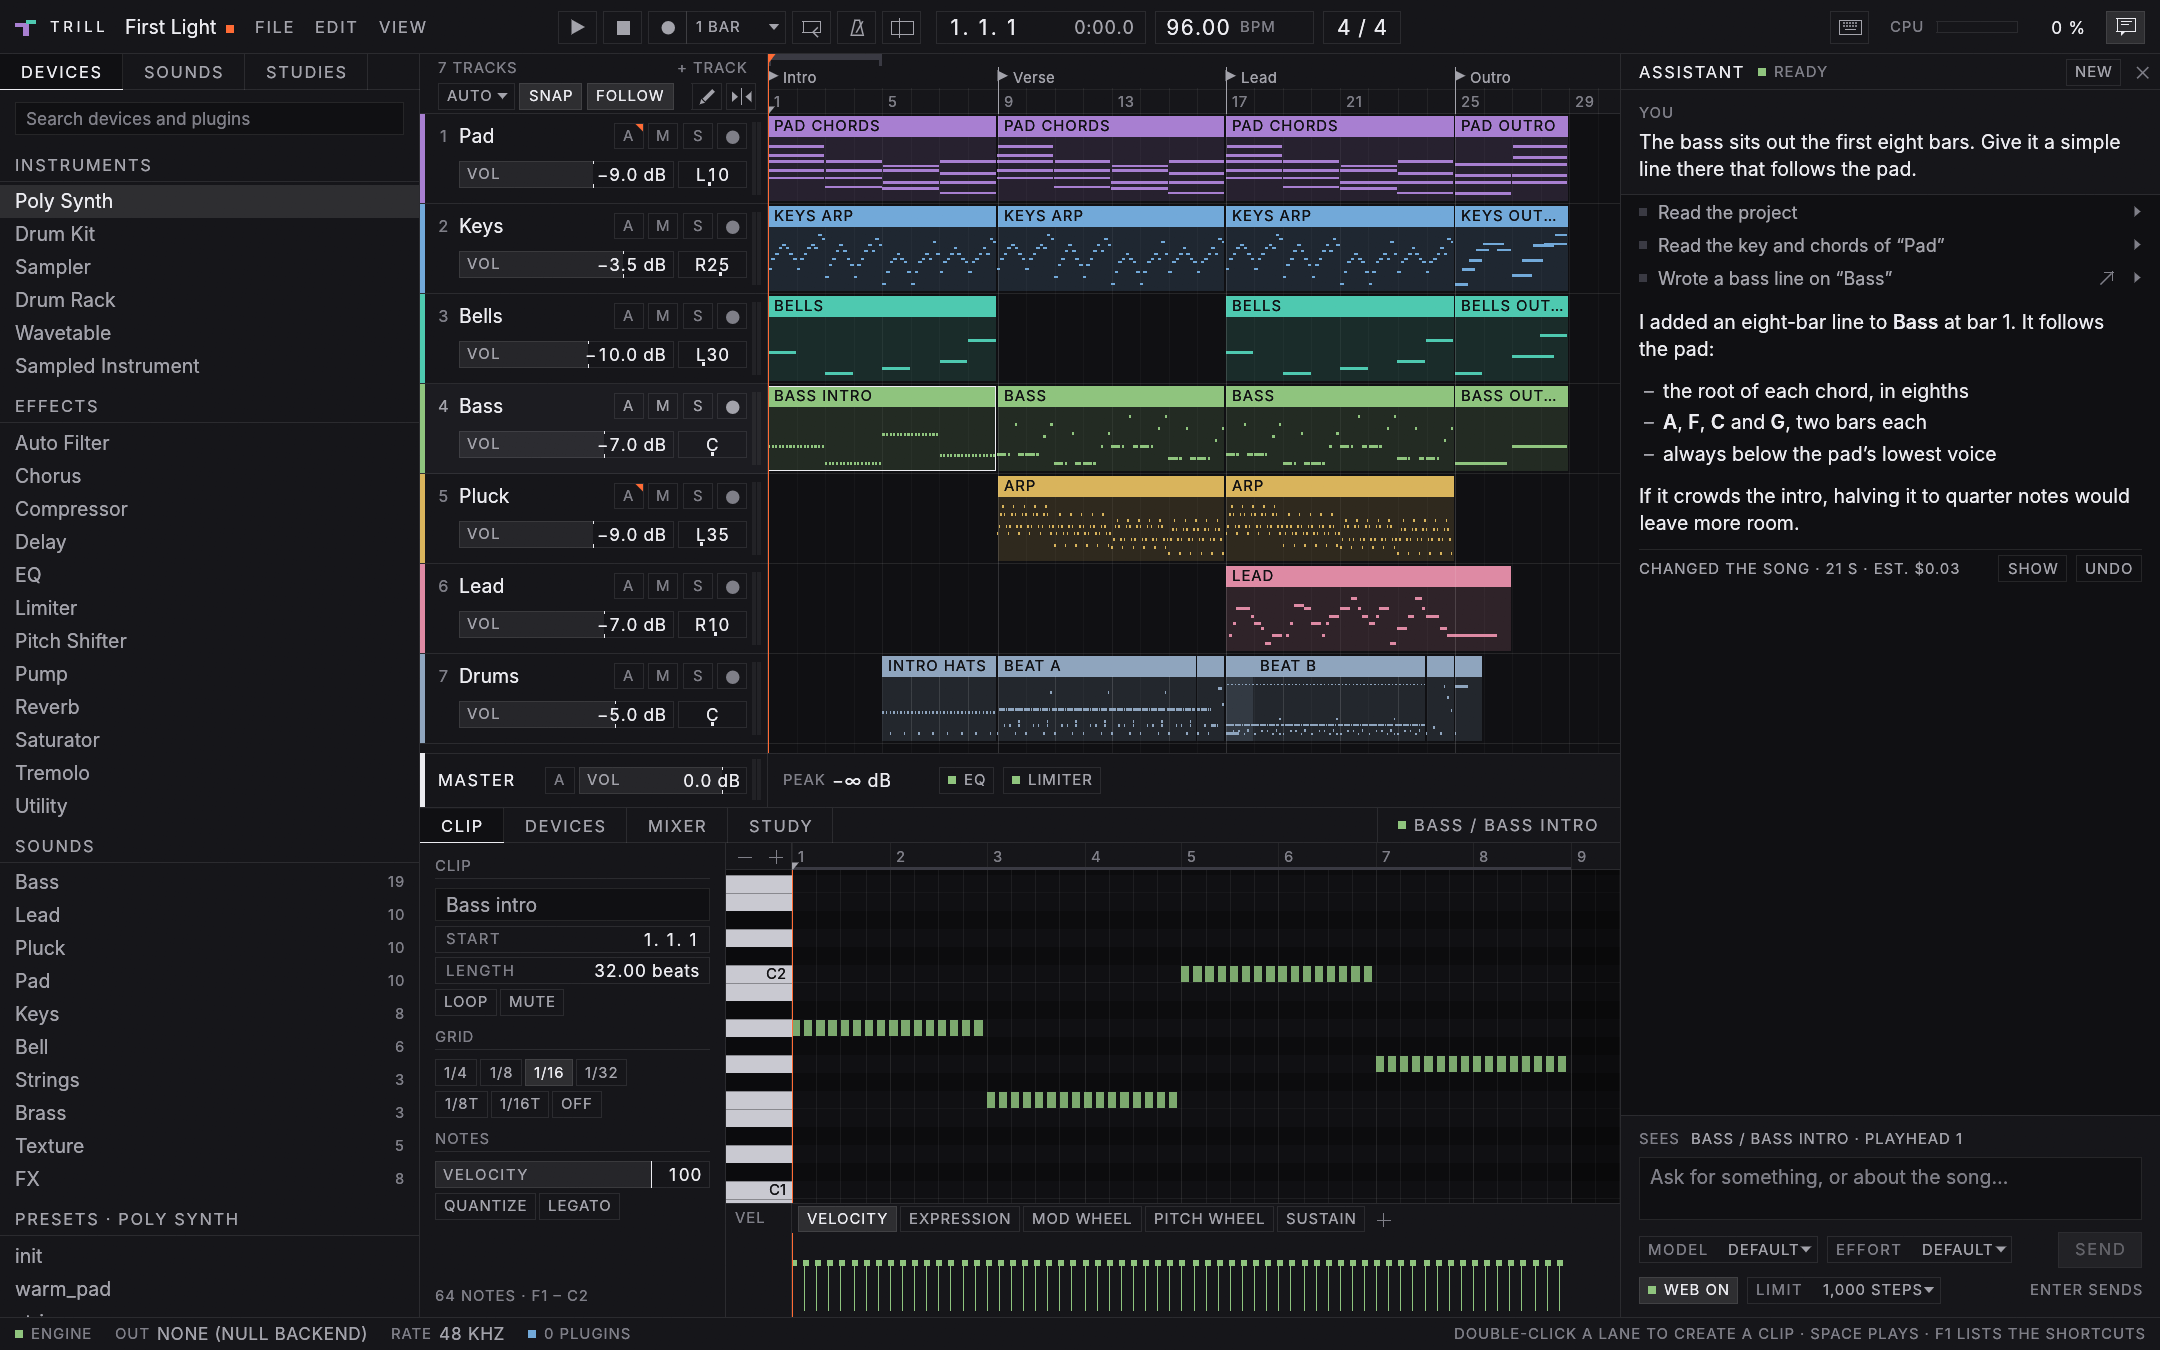 TRILL
First Light
FILE
EDIT
VIEW
1 BAR
1. 1. 1
0:00.0
96.00 BPM
4 / 4
CPU
0 %
DEVICES
SOUNDS
STUDIES
Search devices and plugins
INSTRUMENTS
Poly Synth
Drum Kit
Sampler
Drum Rack
Wavetable
Sampled Instrument
EFFECTS
Auto Filter
Chorus
Compressor
Delay
EQ
Limiter
Pitch Shifter
Pump
Reverb
Saturator
Tremolo
Utility
SOUNDS
Bass 19
Lead 10
Pluck 10
Pad 10
Keys 8
Bell 6
Strings 3
Brass 3
Texture 5
FX 8
PRESETS · POLY SYNTH
init
warm_pad
7 TRACKS
+ TRACK
AUTO
SNAP
FOLLOW
Intro
Verse
Lead
Outro
1 5 9 13 17 21 25 29
1 Pad A M S
VOL −9.0 dB L10
PAD CHORDS
PAD CHORDS
PAD CHORDS
PAD OUTRO
2 Keys A M S
VOL −3.5 dB R25
KEYS ARP
KEYS ARP
KEYS ARP
KEYS OUT...
3 Bells A M S
VOL −10.0 dB L30
BELLS
BELLS
BELLS OUT...
4 Bass A M S
VOL −7.0 dB C
BASS INTRO
BASS
BASS
BASS OUT...
5 Pluck A M S
VOL −9.0 dB L35
ARP
ARP
6 Lead A M S
VOL −7.0 dB R10
LEAD
7 Drums A M S
VOL −5.0 dB C
INTRO HATS
BEAT A
BEAT B
MASTER A VOL 0.0 dB
PEAK −∞ dB
EQ
LIMITER
CLIP
DEVICES
MIXER
STUDY
BASS / BASS INTRO
CLIP
Bass intro
START 1. 1. 1
LENGTH 32.00 beats
LOOP
MUTE
GRID
1/4 1/8 1/16 1/32
1/8T 1/16T OFF
NOTES
VELOCITY 100
QUANTIZE
LEGATO
64 NOTES · F1 – C2
1 2 3 4 5 6 7 8 9
C2
C1
VEL
VELOCITY
EXPRESSION
MOD WHEEL
PITCH WHEEL
SUSTAIN
ASSISTANT
READY
NEW
YOU
The bass sits out the first eight bars. Give it a simple
line there that follows the pad.
Read the project
Read the key and chords of “Pad”
Wrote a bass line on “Bass”
I added an eight-bar line to Bass at bar 1. It follows
the pad:
– the root of each chord, in eighths
– A, F, C and G, two bars each
– always below the pad’s lowest voice
If it crowds the intro, halving it to quarter notes would
leave more room.
CHANGED THE SONG · 21 S · EST. $0.03
SHOW
UNDO
SEES BASS / BASS INTRO · PLAYHEAD 1
Ask for something, or about the song...
MODEL DEFAULT
EFFORT DEFAULT
SEND
WEB ON
LIMIT 1,000 STEPS
ENTER SENDS
ENGINE
OUT NONE (NULL BACKEND)
RATE 48 KHZ
0 PLUGINS
DOUBLE-CLICK A LANE TO CREATE A CLIP · SPACE PLAYS · F1 LISTS THE SHORTCUTS